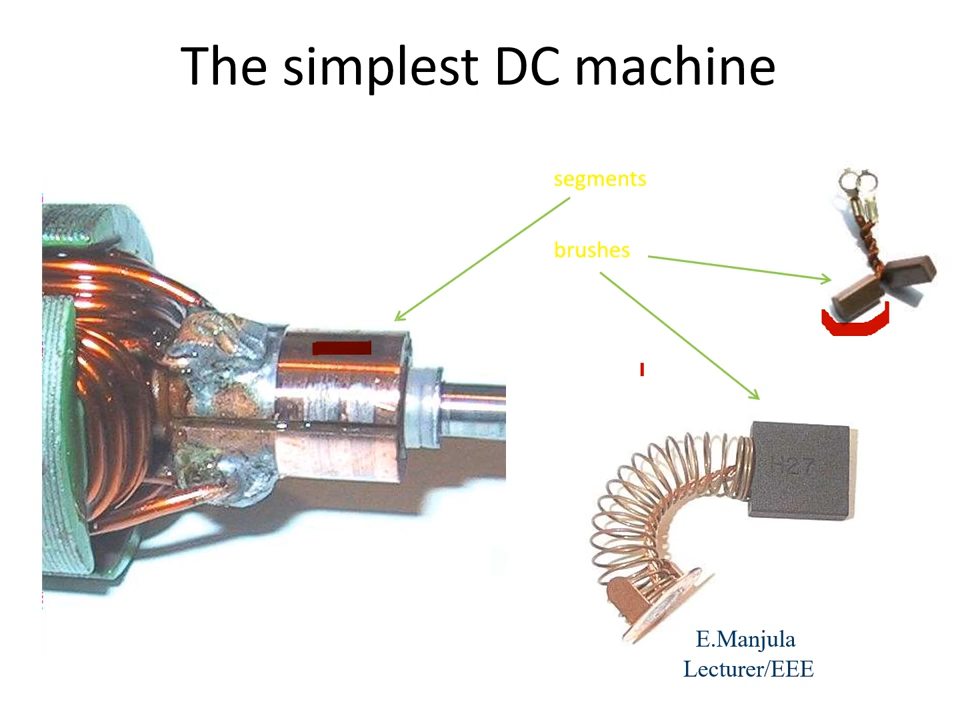 The simplest DC machine
segments
brushes
H27
E.Manjula
Lecturer/EEE